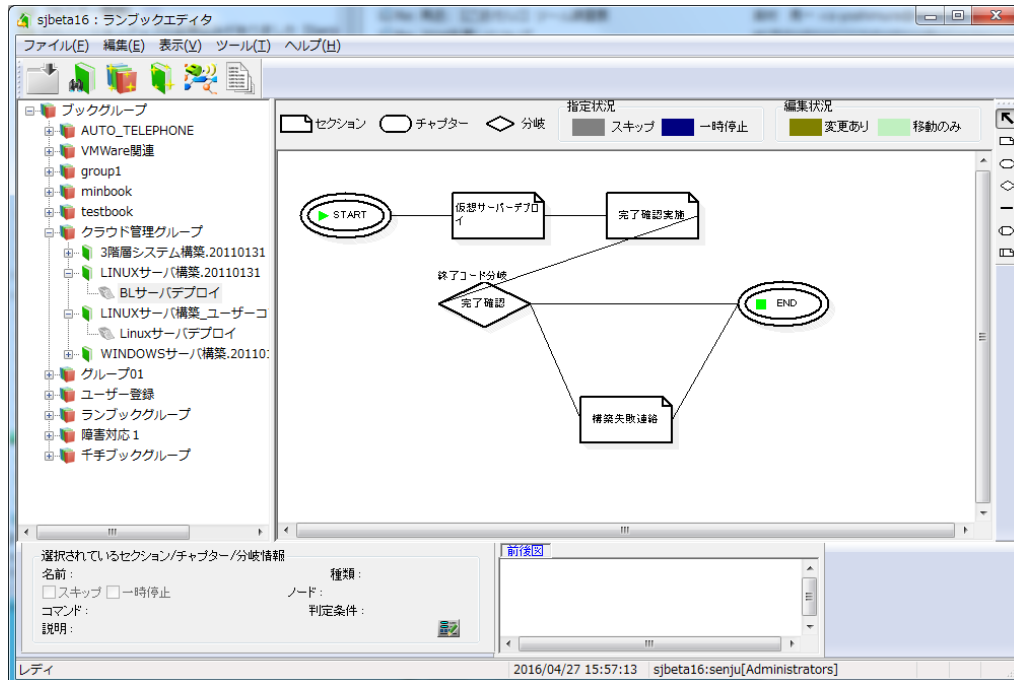 sjbeta16：ランブックエディタ
ファイル(F) 編集(E) 表示(V) ツール(T) ヘルプ(H)
ブックグループ
AUTO_TELEPHONE
VMWare関連
group1
minbook
testbook
クラウド管理グループ
3階層システム構築.20110131
LINUXサーバ構築.20110131
BLサーバデプロイ
LINUXサーバ構築_ユーザーコ
Linuxサーバデプロイ
WINDOWSサーバ構築.20110
グループ01
ユーザー登録
ランブックグループ
障害対応１
千手ブックグループ
セクション チャプター 分岐
指定状況
スキップ 一時停止
編集状況
変更あり 移動のみ
START
仮想サーバーデプロ
イ
完了確認実施
終了コード分岐
完了確認
END
構築失敗連絡
選択されているセクション/チャプター/分岐情報
名前： 種類：
スキップ 一時停止 ノード：
コマンド： 判定条件：
説明：
前後図
レディ 2016/04/27 15:57:13 sjbeta16:senju[Administrators]